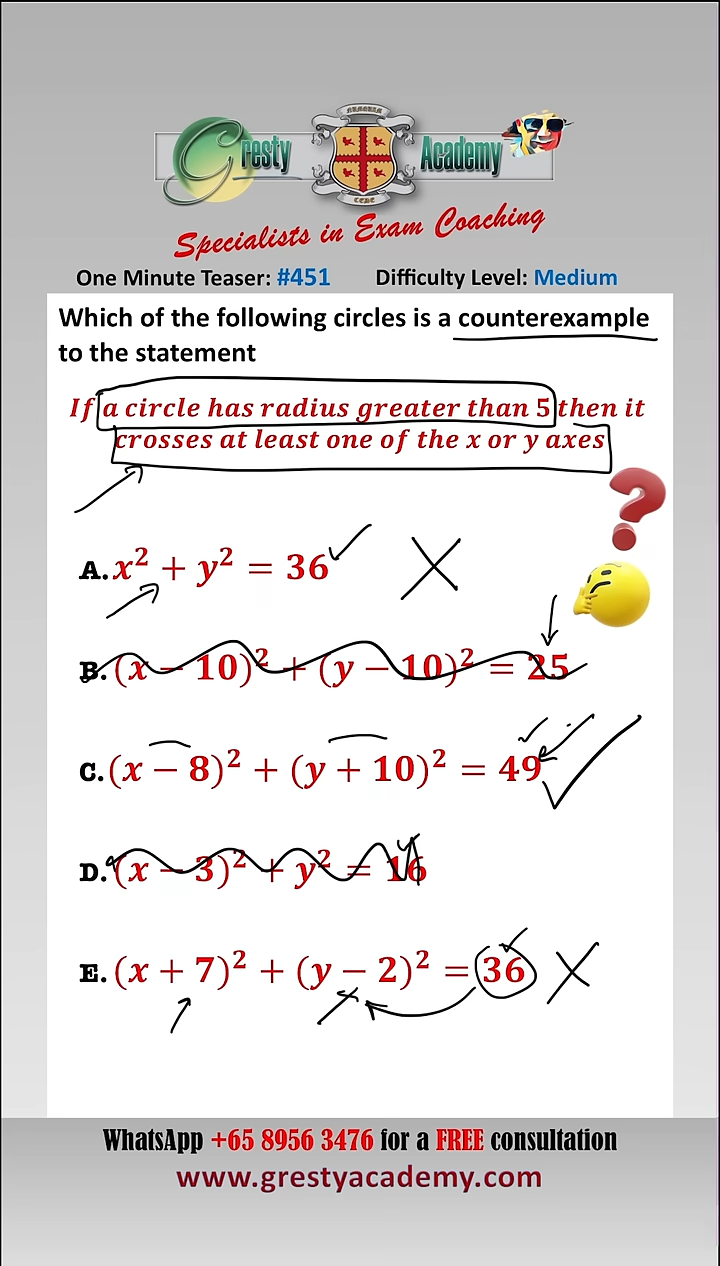 NUMQUAM
Gresty Academy
CEDE
Specialists in Exam Coaching
One Minute Teaser: #451 Difficulty Level: Medium
Which of the following circles is a counterexample
to the statement
If a circle has radius greater than 5 then it
crosses at least one of the x or y axes
A. x² + y² = 36
B. (x − 10)² + (y − 10)² = 25
C. (x − 8)² + (y + 10)² = 49
D. (x − 3)² + y² = 16
E. (x + 7)² + (y − 2)² = 36
WhatsApp +65 8956 3476 for a FREE consultation
www.grestyacademy.com